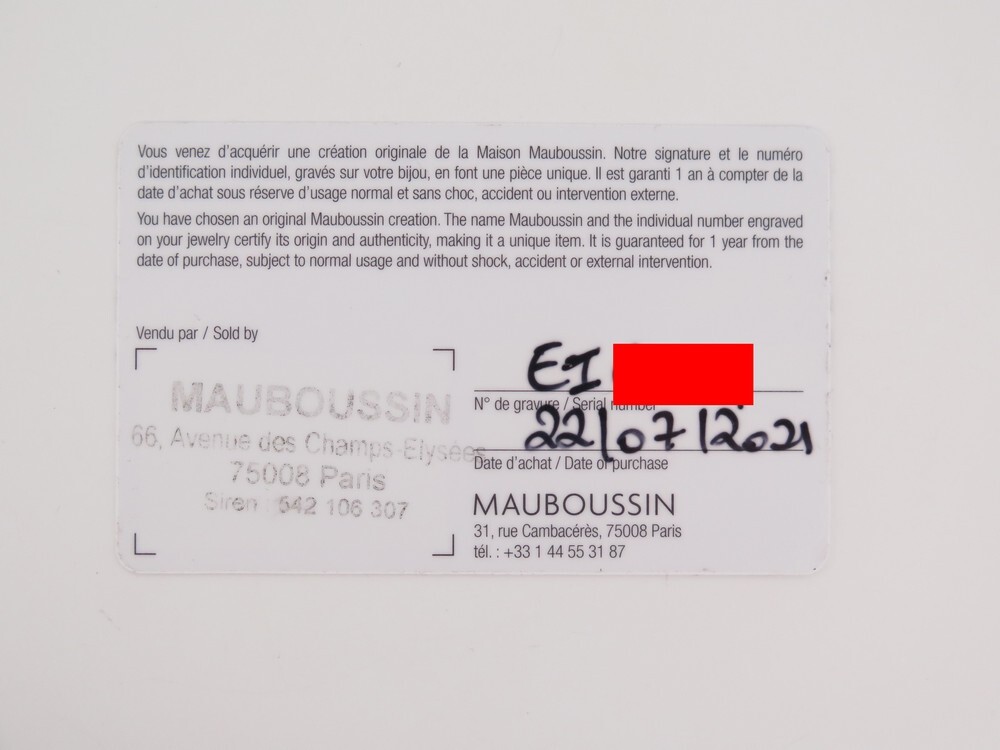 Vous venez d'acquérir une création originale de la Maison Mauboussin. Notre signature et le numéro
d'identification individuel, gravés sur votre bijou, en font une pièce unique. Il est garanti 1 an à compter de la
date d'achat sous réserve d'usage normal et sans choc, accident ou intervention externe.
You have chosen an original Mauboussin creation. The name Mauboussin and the individual number engraved
on your jewelry certify its origin and authenticity, making it a unique item. It is guaranteed for 1 year from the
date of purchase, subject to normal usage and without shock, accident or external intervention.
Vendu par / Sold by
MAUBOUSSIN
66, Avenue des Champs-Elysées
75008 Paris
Siren : 542 106 307
EI
N° de gravure / Serial number
22/07/2021
Date d'achat / Date of purchase
MAUBOUSSIN
31, rue Cambacérès, 75008 Paris
tél. : +33 1 44 55 31 87